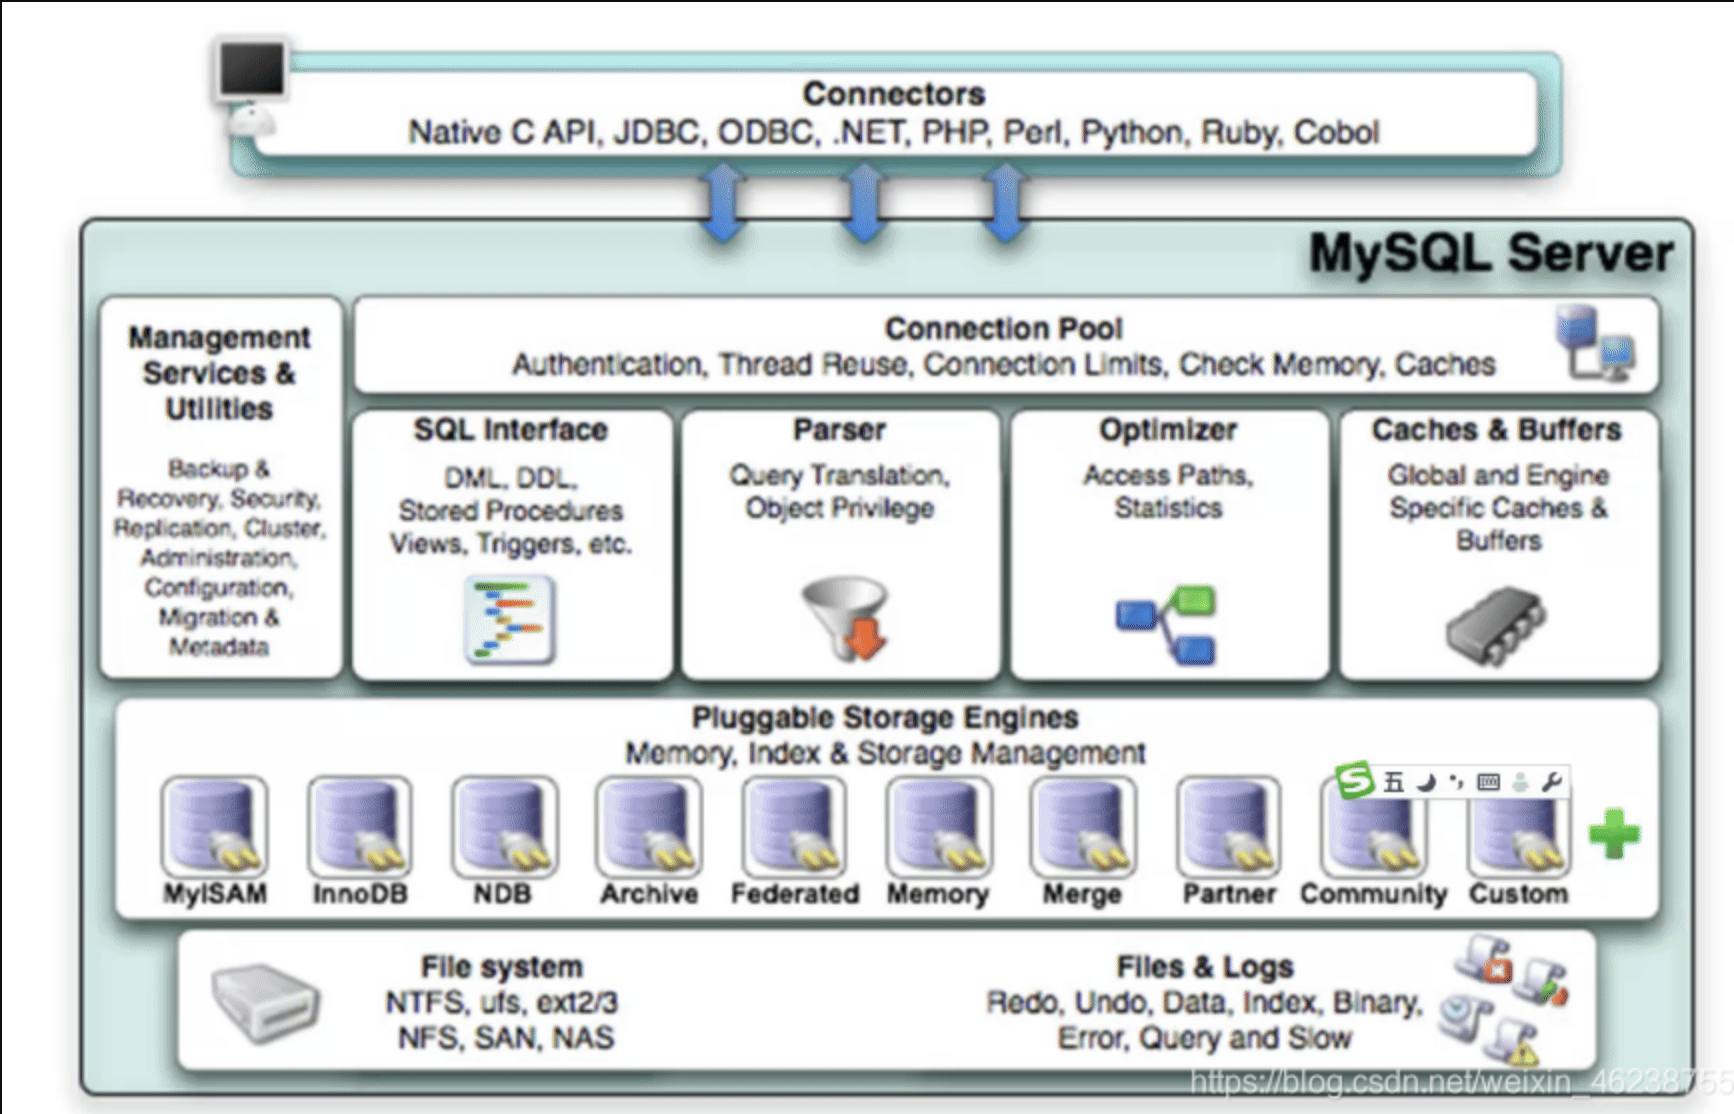 Connectors
Native C API, JDBC, ODBC, .NET, PHP, Perl, Python, Ruby, Cobol
MySQL Server
Management
Services &
Utilities
Backup &
Recovery, Security,
Replication, Cluster,
Administration,
Configuration,
Migration &
Metadata
Connection Pool
Authentication, Thread Reuse, Connection Limits, Check Memory, Caches
SQL Interface
DML, DDL,
Stored Procedures
Views, Triggers, etc.
Parser
Query Translation,
Object Privilege
Optimizer
Access Paths,
Statistics
Caches & Buffers
Global and Engine
Specific Caches &
Buffers
Pluggable Storage Engines
Memory, Index & Storage Management
S 五
MyISAM
InnoDB
NDB
Archive
Federated
Memory
Merge
Partner
Community
Custom
File system
NTFS, ufs, ext2/3
NFS, SAN, NAS
Files & Logs
Redo, Undo, Data, Index, Binary,
Error, Query and Slow
https://blog.csdn.net/weixin_46238755